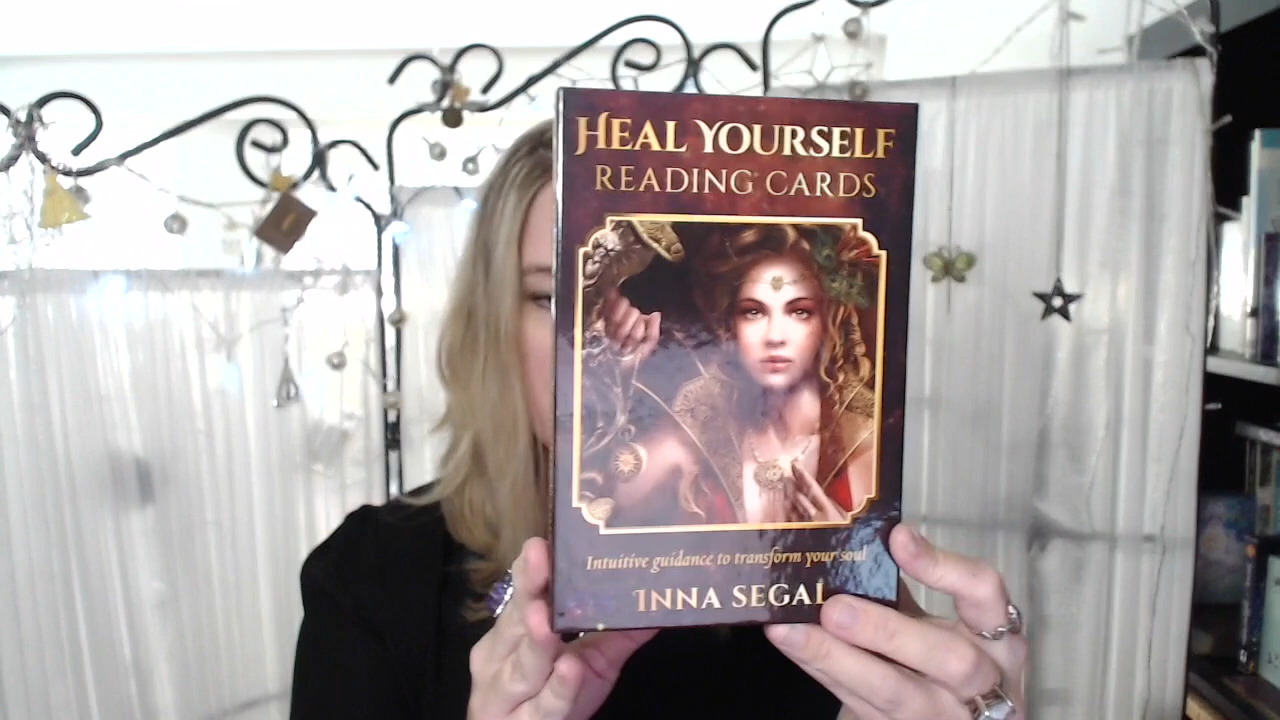 HEAL YOURSELF
READING CARDS
Intuitive guidance to transform your soul
INNA SEGAL